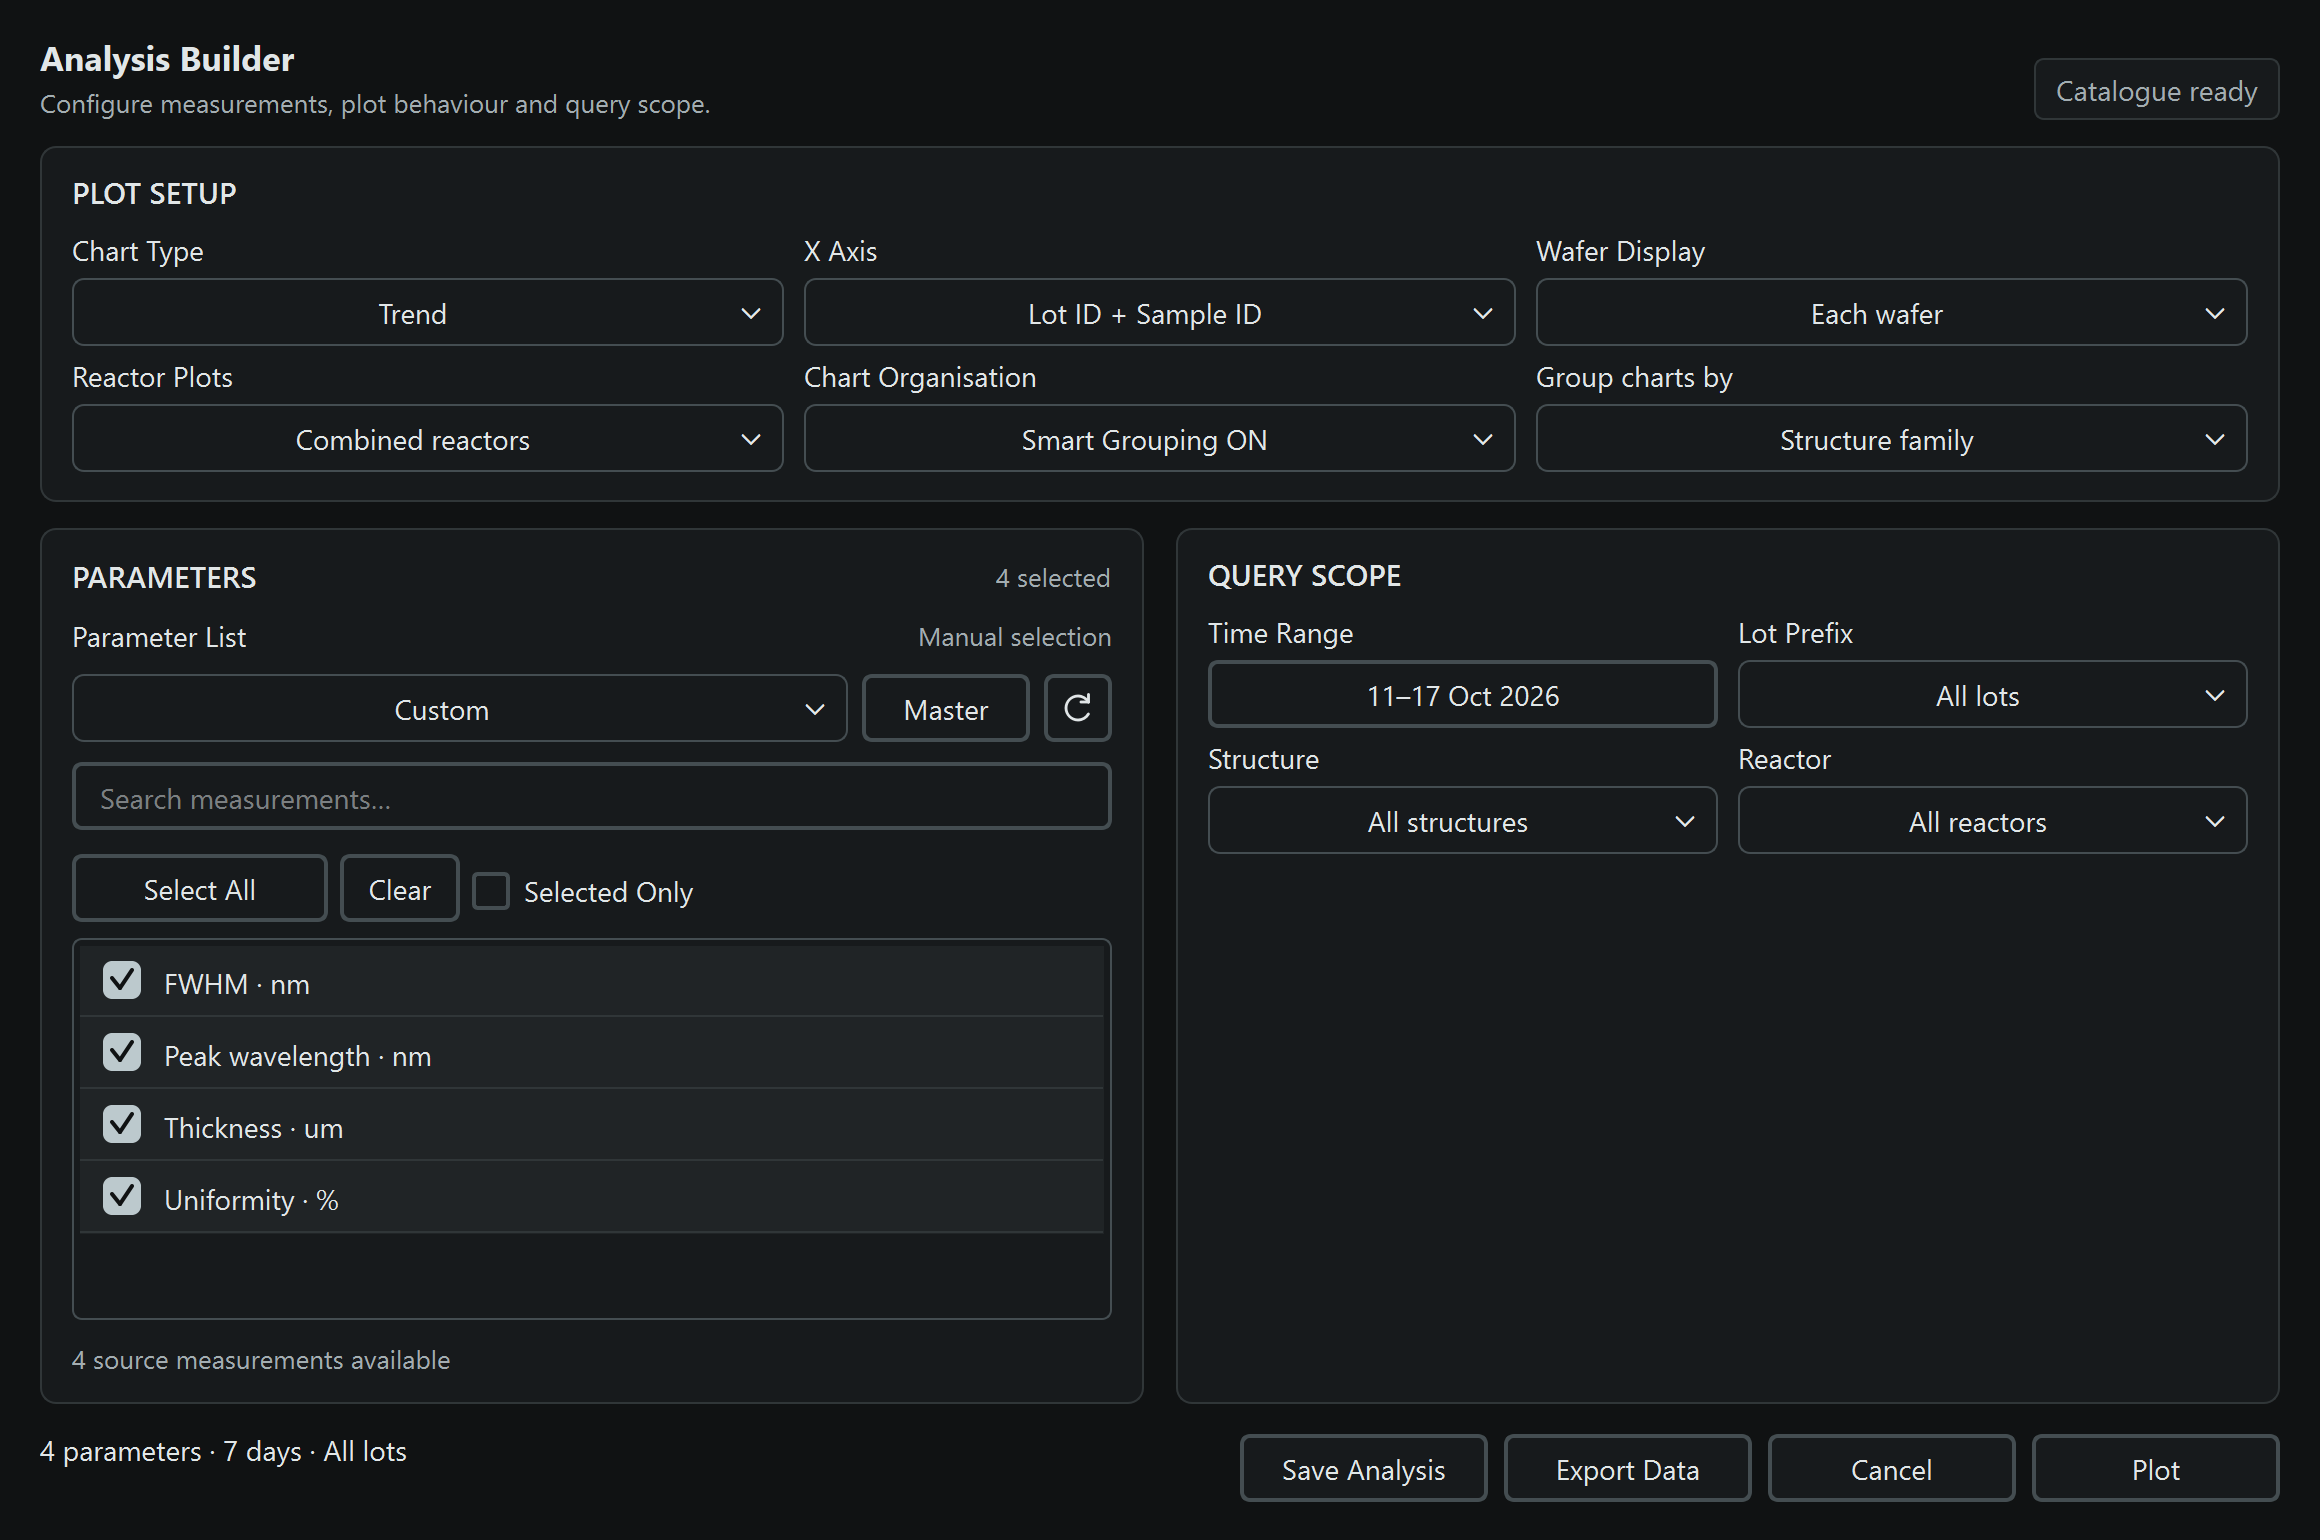 Analysis Builder
Configure measurements, plot behaviour and query scope.
Catalogue ready
PLOT SETUP
Chart Type
X Axis
Wafer Display
Trend
Lot ID + Sample ID
Each wafer
Reactor Plots
Chart Organisation
Group charts by
Combined reactors
Smart Grouping ON
Structure family
PARAMETERS
4 selected
Parameter List
Manual selection
Custom
Master
Search measurements...
Select All
Clear
Selected Only
FWHM · nm
Peak wavelength · nm
Thickness · um
Uniformity · %
4 source measurements available
QUERY SCOPE
Time Range
Lot Prefix
11–17 Oct 2026
All lots
Structure
Reactor
All structures
All reactors
4 parameters · 7 days · All lots
Save Analysis
Export Data
Cancel
Plot